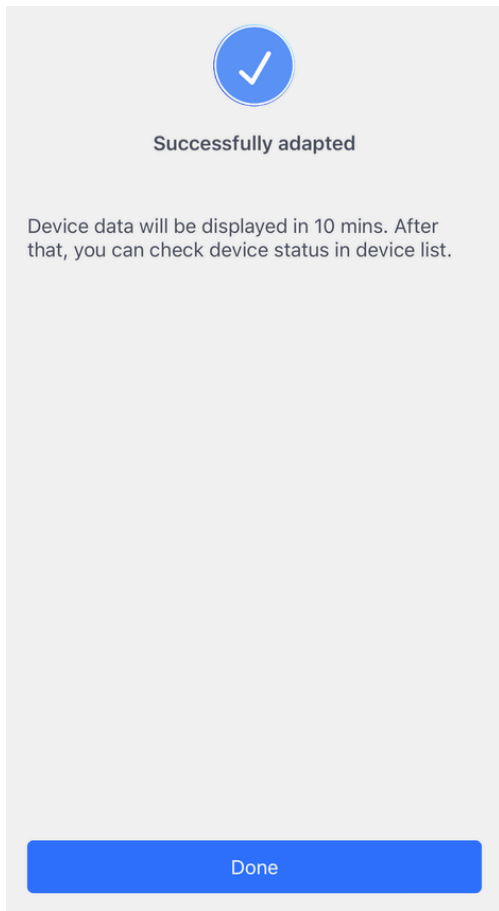 Successfully adapted
Device data will be displayed in 10 mins. After
that, you can check device status in device list.
Done